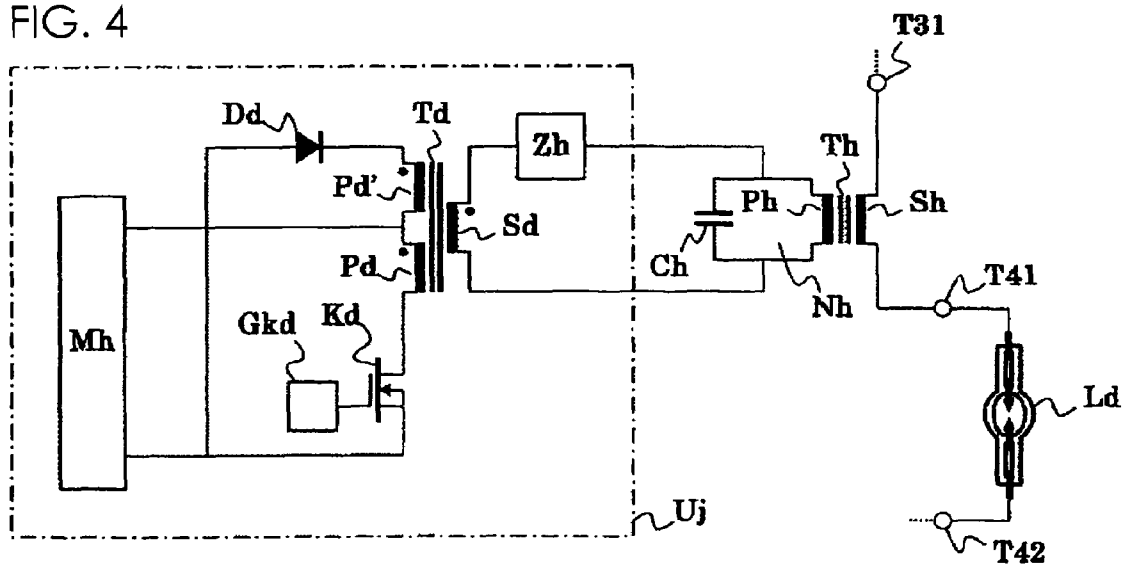 FIG. 4
T31
Dd
Td
Zh
Th
Pd'
Ph
Sh
Sd
Pd
Ch
Nh
T41
Gkd
Kd
Mh
Ld
Uj
T42